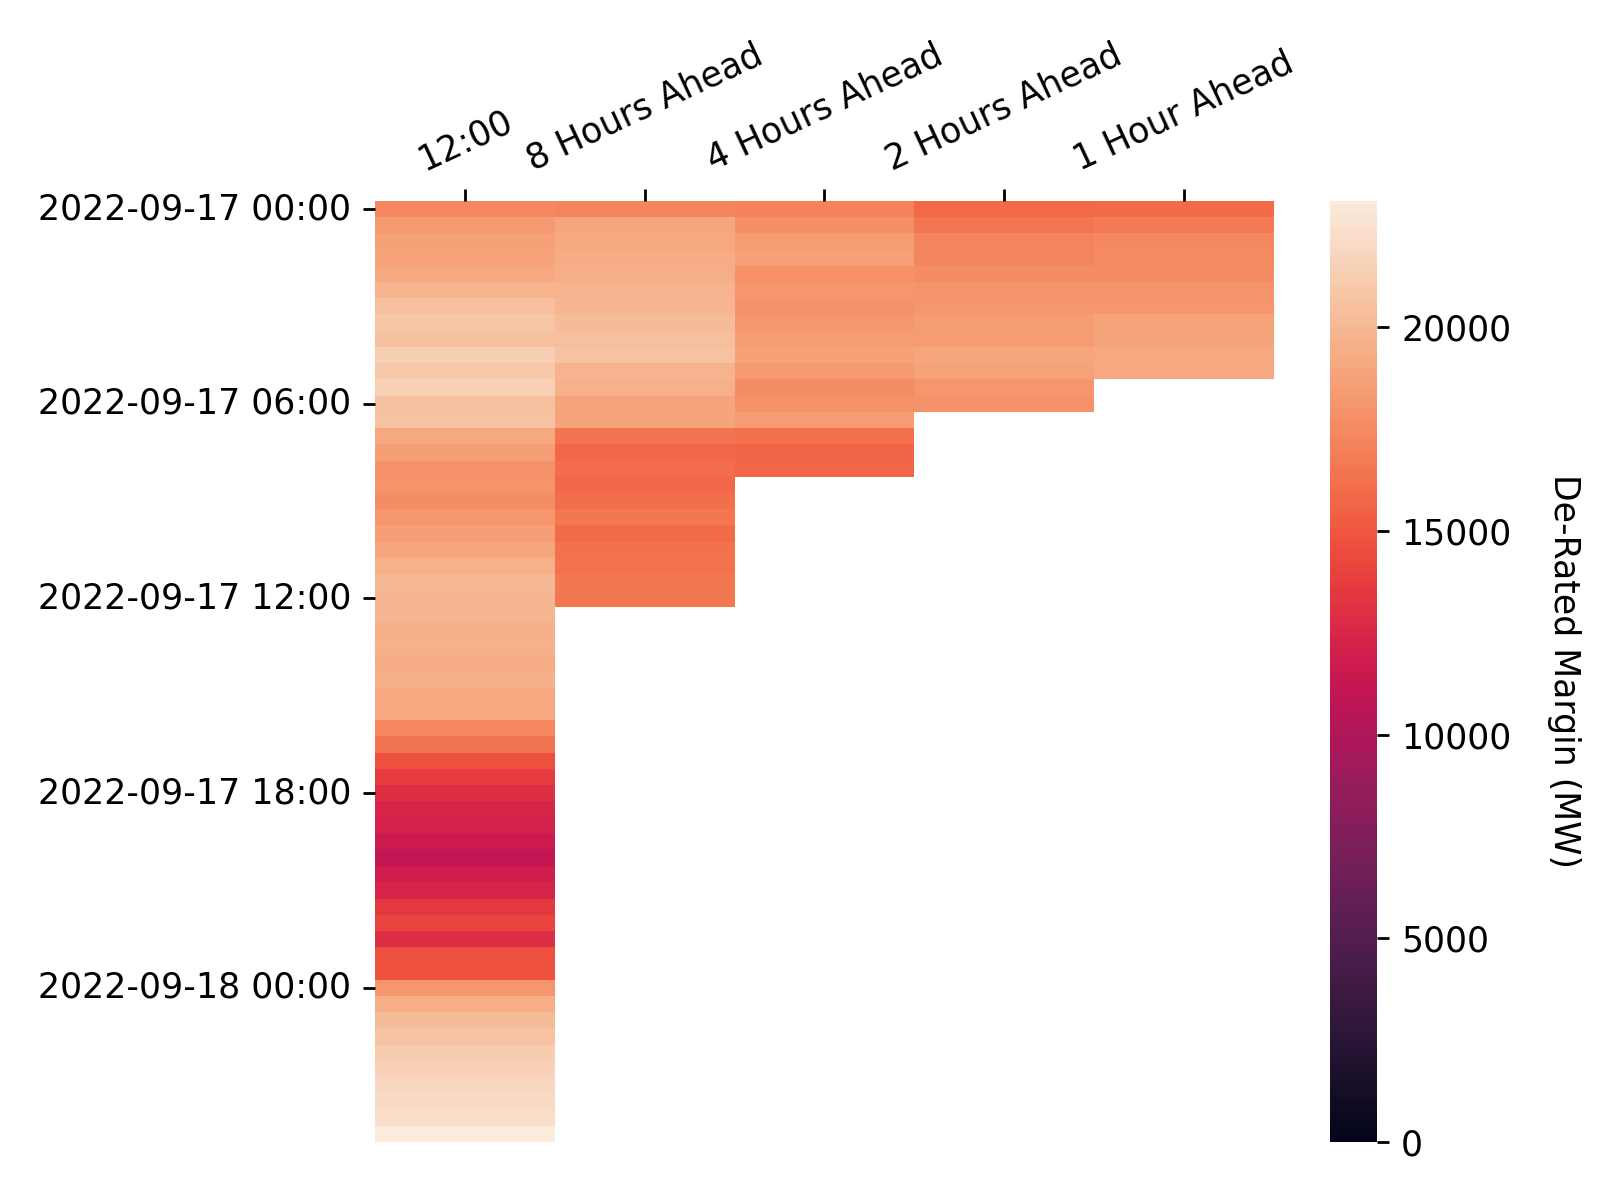 12:00
8 Hours Ahead
4 Hours Ahead
2 Hours Ahead
1 Hour Ahead
2022-09-17 00:00
2022-09-17 06:00
2022-09-17 12:00
2022-09-17 18:00
2022-09-18 00:00
20000
15000
10000
5000
0
De-Rated Margin (MW)